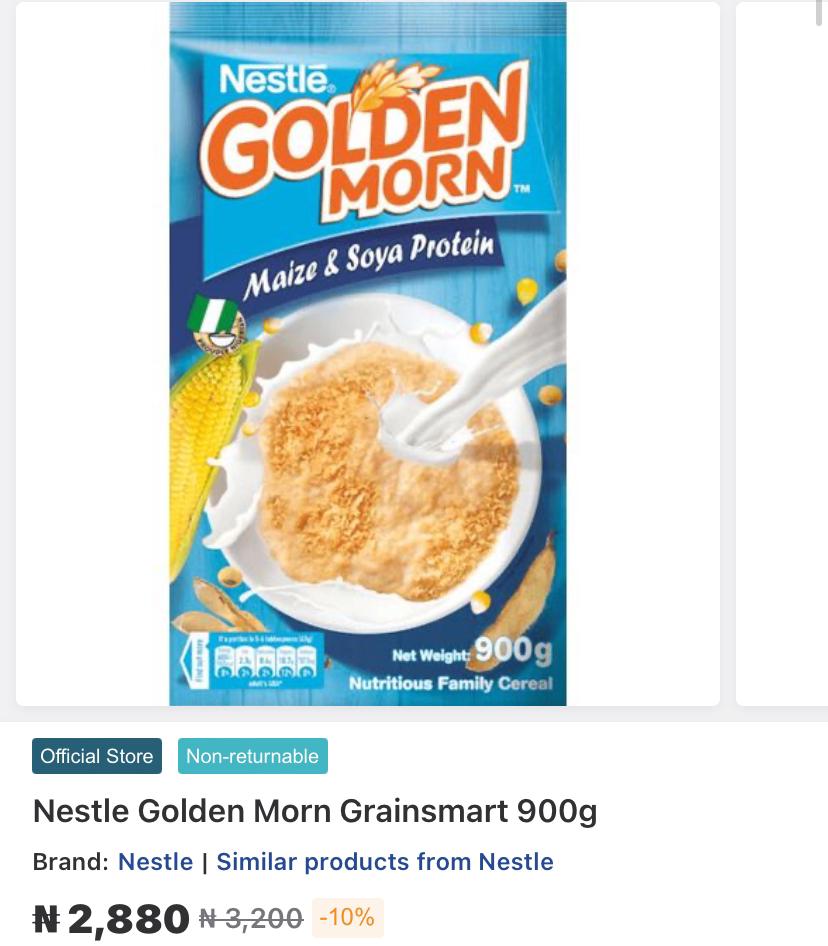 Nestlé®
GOLDEN
MORN™
Maize & Soya Protein
Net Weight: 900g
Nutritious Family Cereal
Official Store
Non-returnable
Nestle Golden Morn Grainsmart 900g
Brand: Nestle | Similar products from Nestle
₦ 2,880 ₦ 3,200 -10%